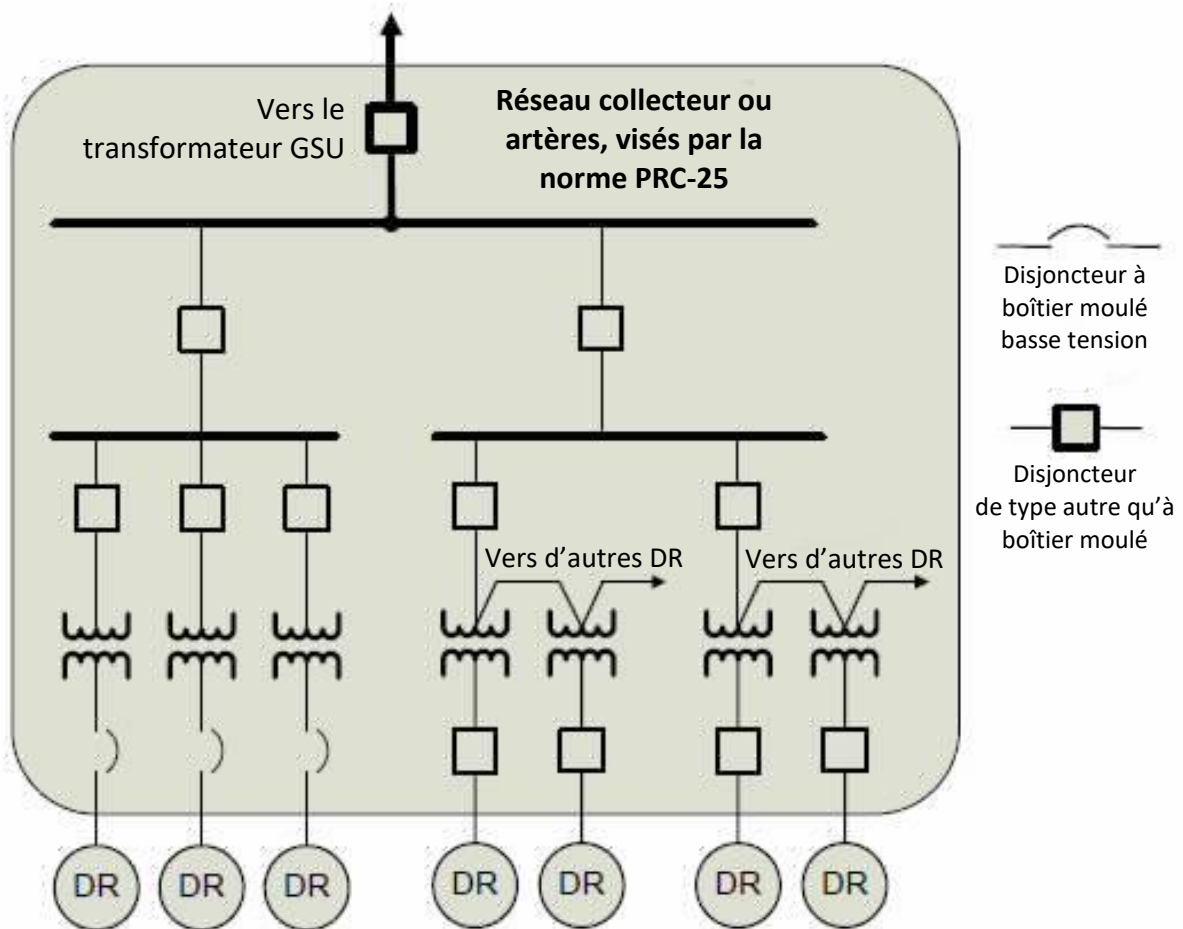 Vers le
transformateur GSU
Réseau collecteur ou
artères, visés par la
norme PRC-25
Disjoncteur à
boîtier moulé
basse tension
Disjoncteur
de type autre qu’à
boîtier moulé
Vers d’autres DR
Vers d’autres DR
DR
DR
DR
DR
DR
DR
DR